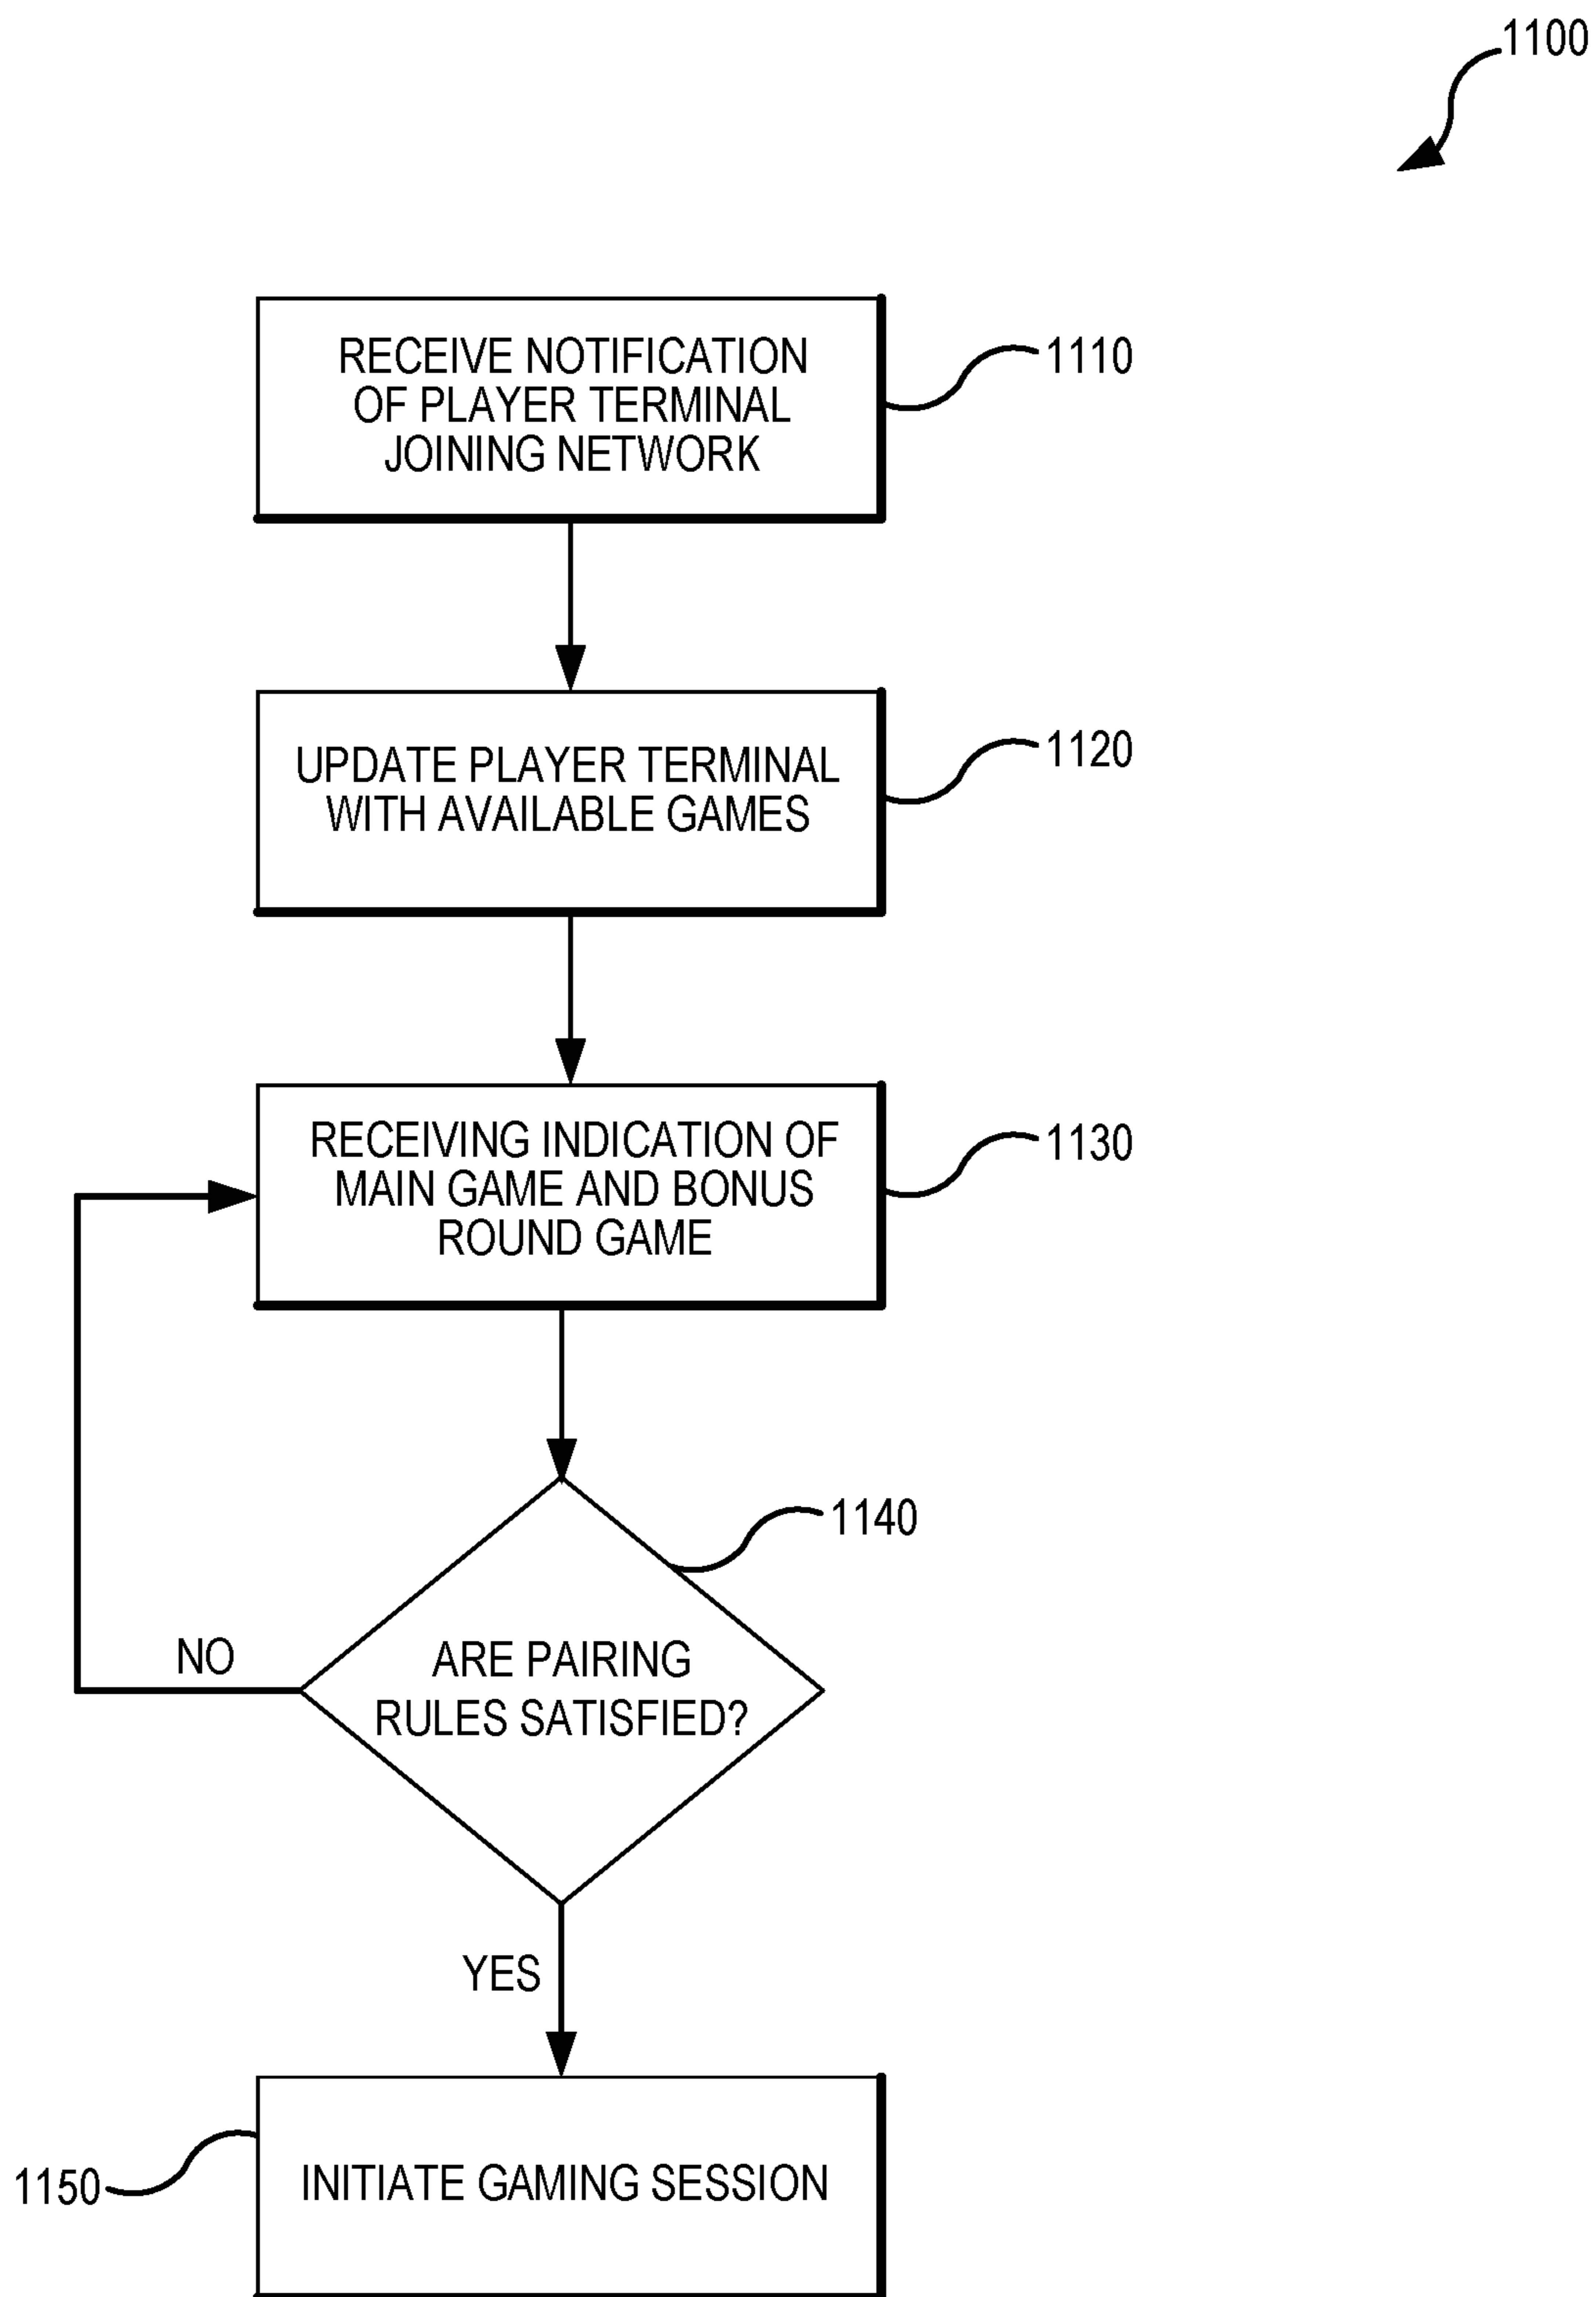 1100
RECEIVE NOTIFICATION
OF PLAYER TERMINAL
JOINING NETWORK
1110
UPDATE PLAYER TERMINAL
WITH AVAILABLE GAMES
1120
RECEIVING INDICATION OF
MAIN GAME AND BONUS
ROUND GAME
1130
1140
ARE PAIRING
RULES SATISFIED?
NO
YES
INITIATE GAMING SESSION
1150